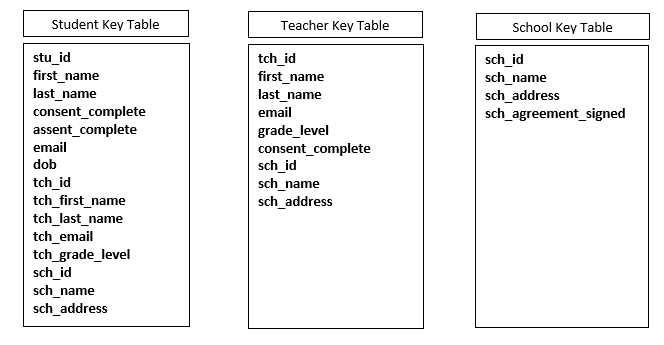 Student Key Table
stu_id
first_name
last_name
consent_complete
assent_complete
email
dob
tch_id
tch_first_name
tch_last_name
tch_email
tch_grade_level
sch_id
sch_name
sch_address
Teacher Key Table
tch_id
first_name
last_name
email
grade_level
consent_complete
sch_id
sch_name
sch_address
School Key Table
sch_id
sch_name
sch_address
sch_agreement_signed